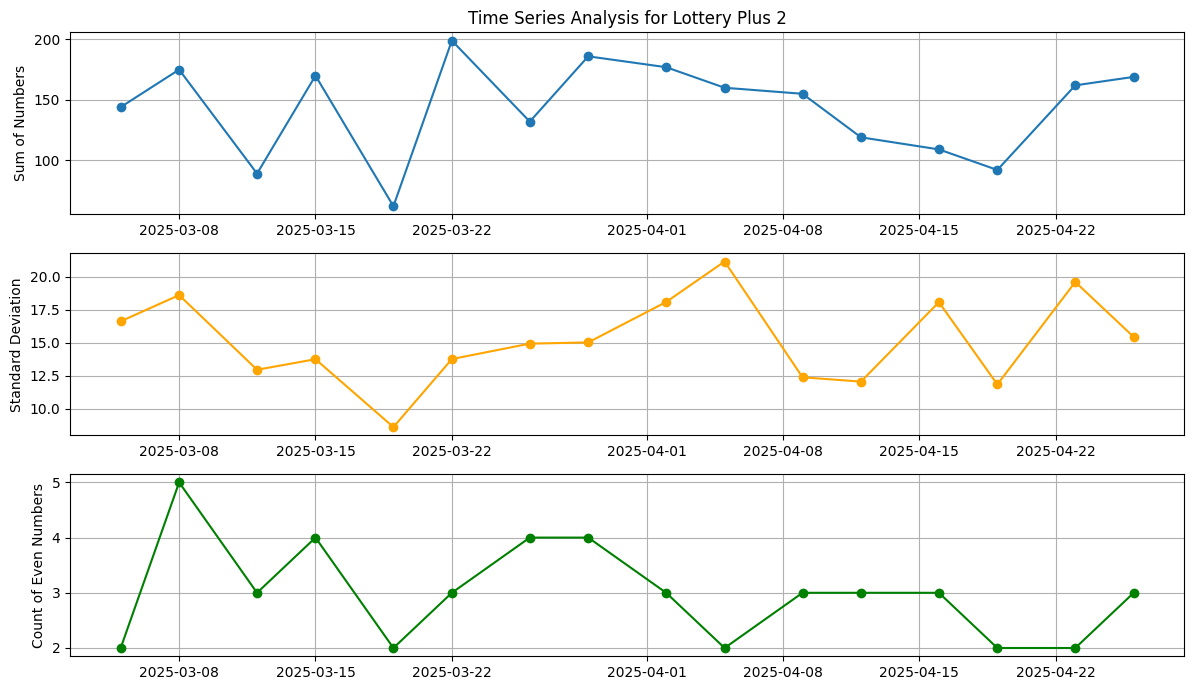 Time Series Analysis for Lottery Plus 2
Sum of Numbers
200
150
100
2025-03-08 2025-03-15 2025-03-22 2025-04-01 2025-04-08 2025-04-15 2025-04-22
Standard Deviation
20.0
17.5
15.0
12.5
10.0
2025-03-08 2025-03-15 2025-03-22 2025-04-01 2025-04-08 2025-04-15 2025-04-22
Count of Even Numbers
5
4
3
2
2025-03-08 2025-03-15 2025-03-22 2025-04-01 2025-04-08 2025-04-15 2025-04-22